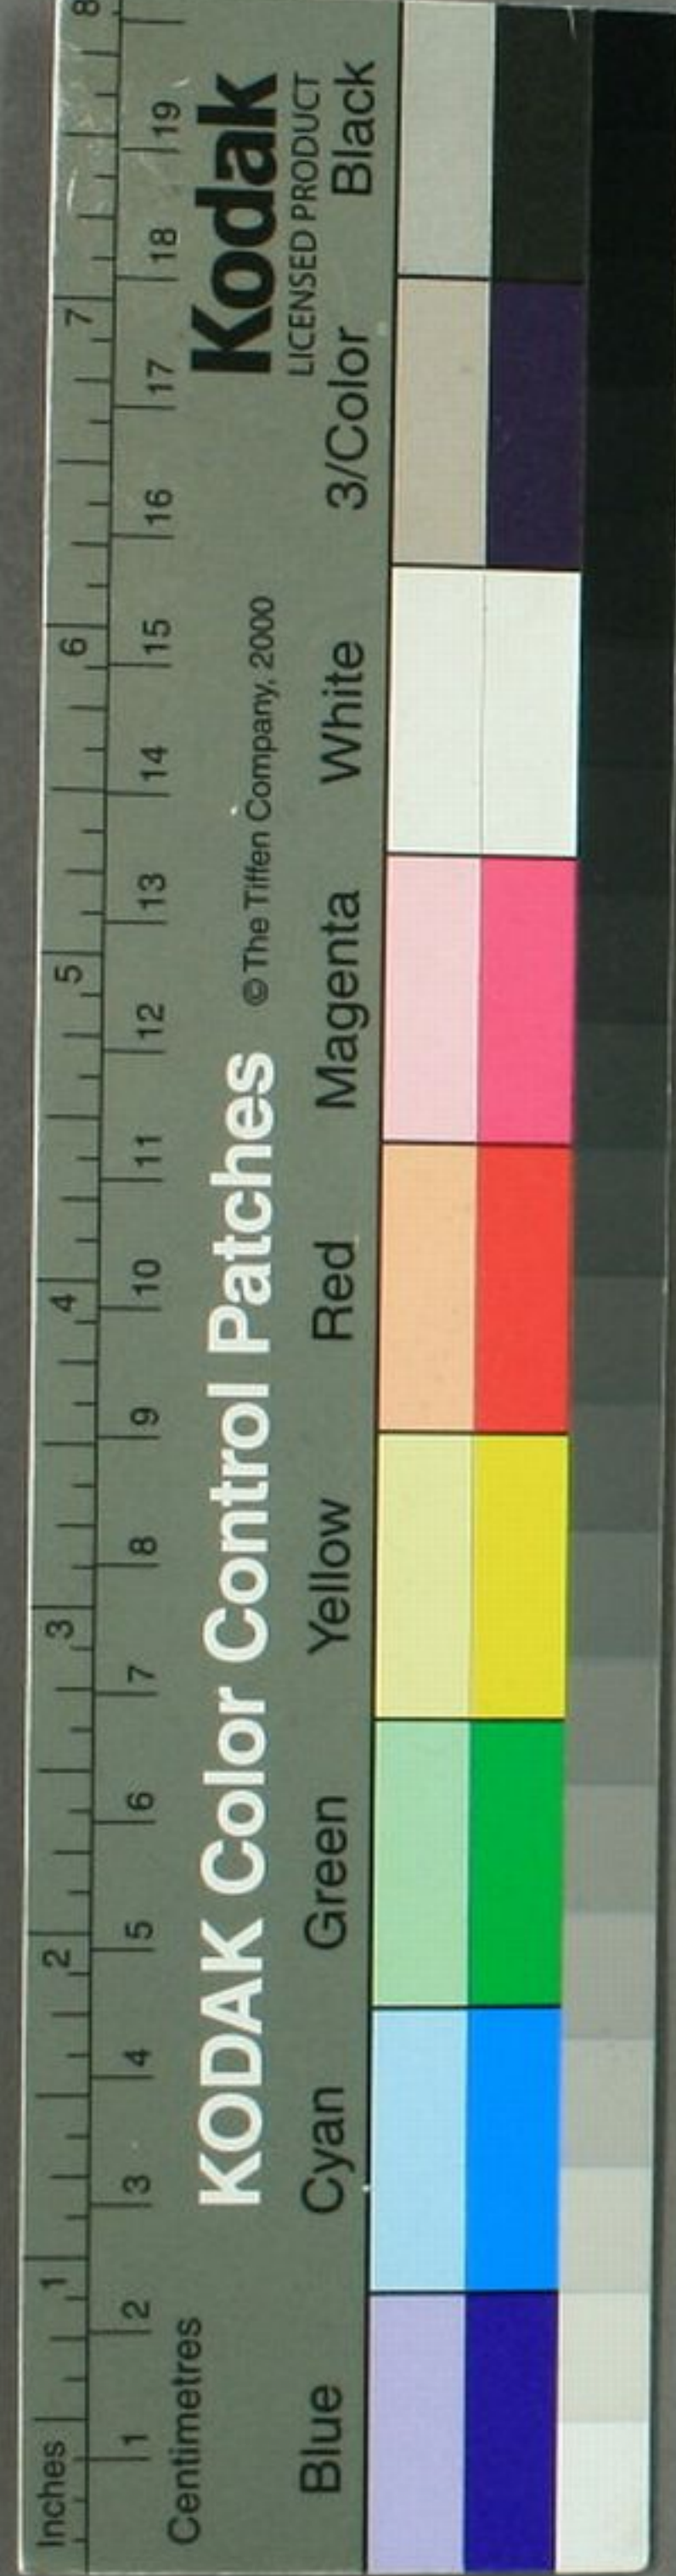 Inches 1 2 3 4 5 6 7 8
1 2 3 4 5 6 7 8 9 10 11 12 13 14 15 16 17 18 19
Centimetres
KODAK Color Control Patches © The Tiffen Company, 2000 Kodak
LICENSED PRODUCT
Blue Cyan Green Yellow Red Magenta White 3/Color Black